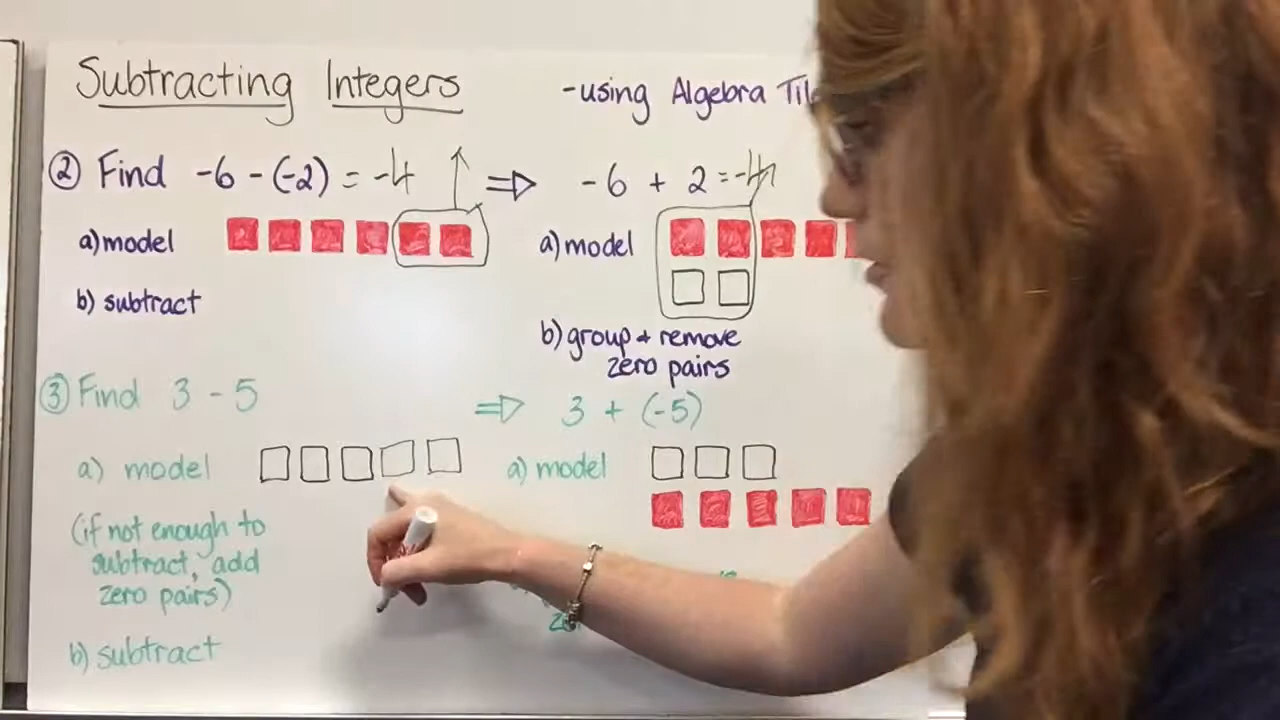 Subtracting Integers
-using Algebra
② Find -6 - (-2) = -4
⇒ -6 + 2 = -4
a) model
a) model
b) subtract
b) group + remove
zero pairs
③ Find 3 - 5
⇒ 3 + (-5)
a) model
a) model
(if not enough to
subtract, add
zero pairs)
b) subtract